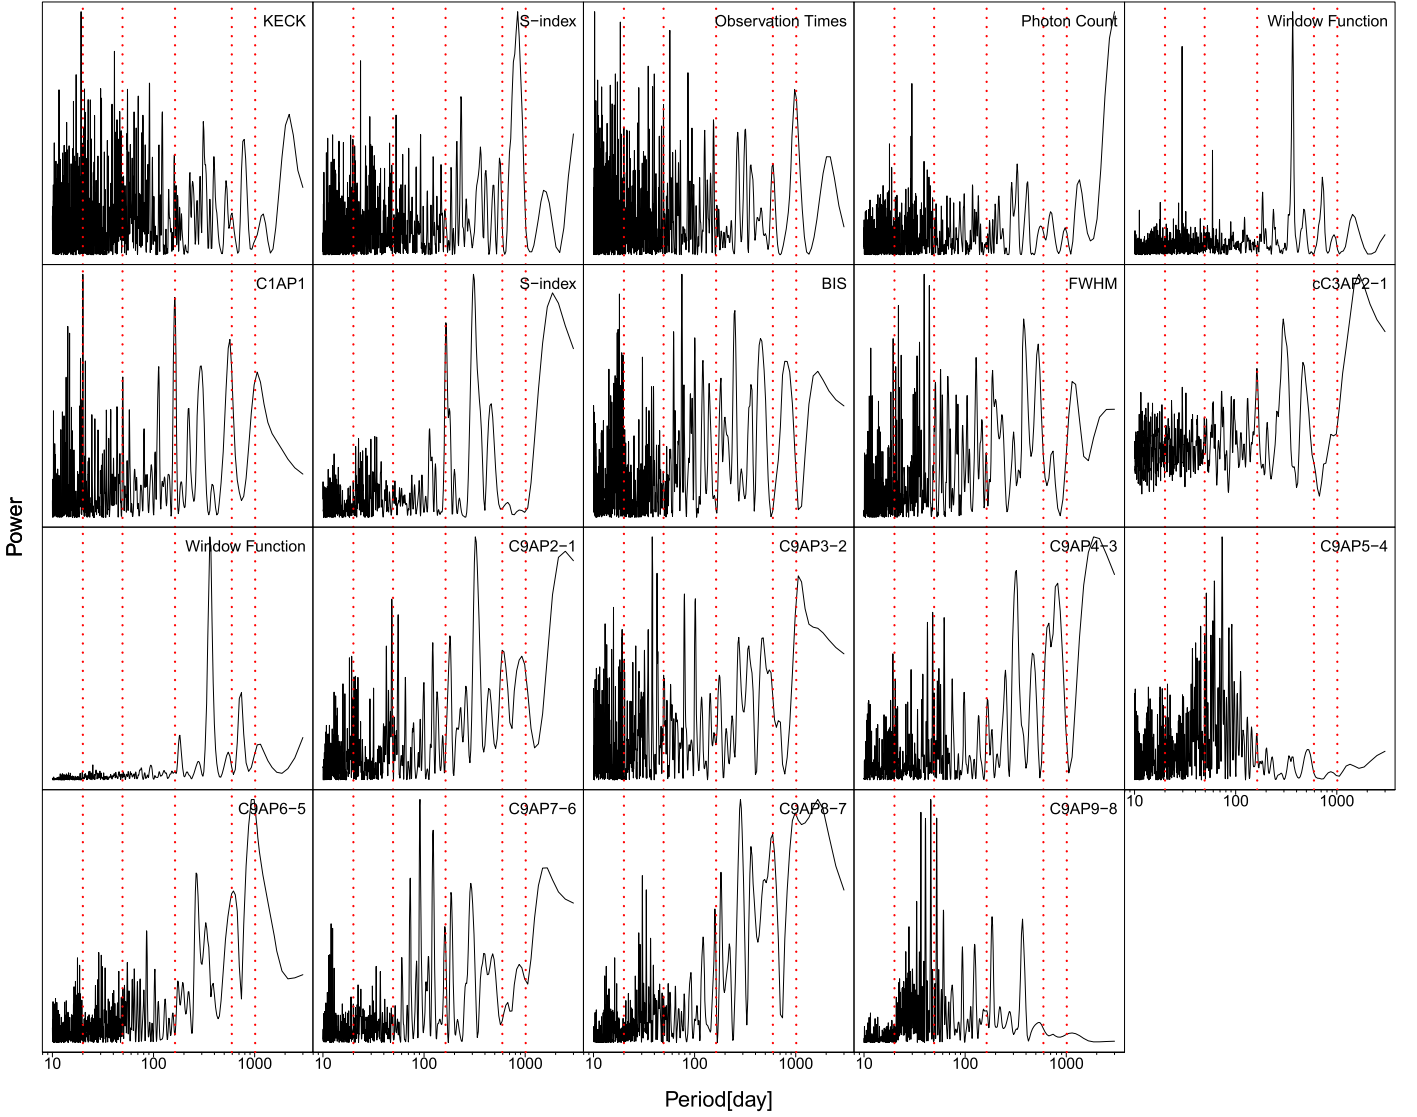 KECK
S−index
Observation Times
Photon Count
Window Function
C1AP1
S−index
BIS
FWHM
cC3AP2−1
Window Function
C9AP2−1
C9AP3−2
C9AP4−3
C9AP5−4
10 100 1000
C9AP6−5
C9AP7−6
C9AP8−7
C9AP9−8
10 100 1000
10 100 1000
10 100 1000
10 100 1000
Power
Period[day]